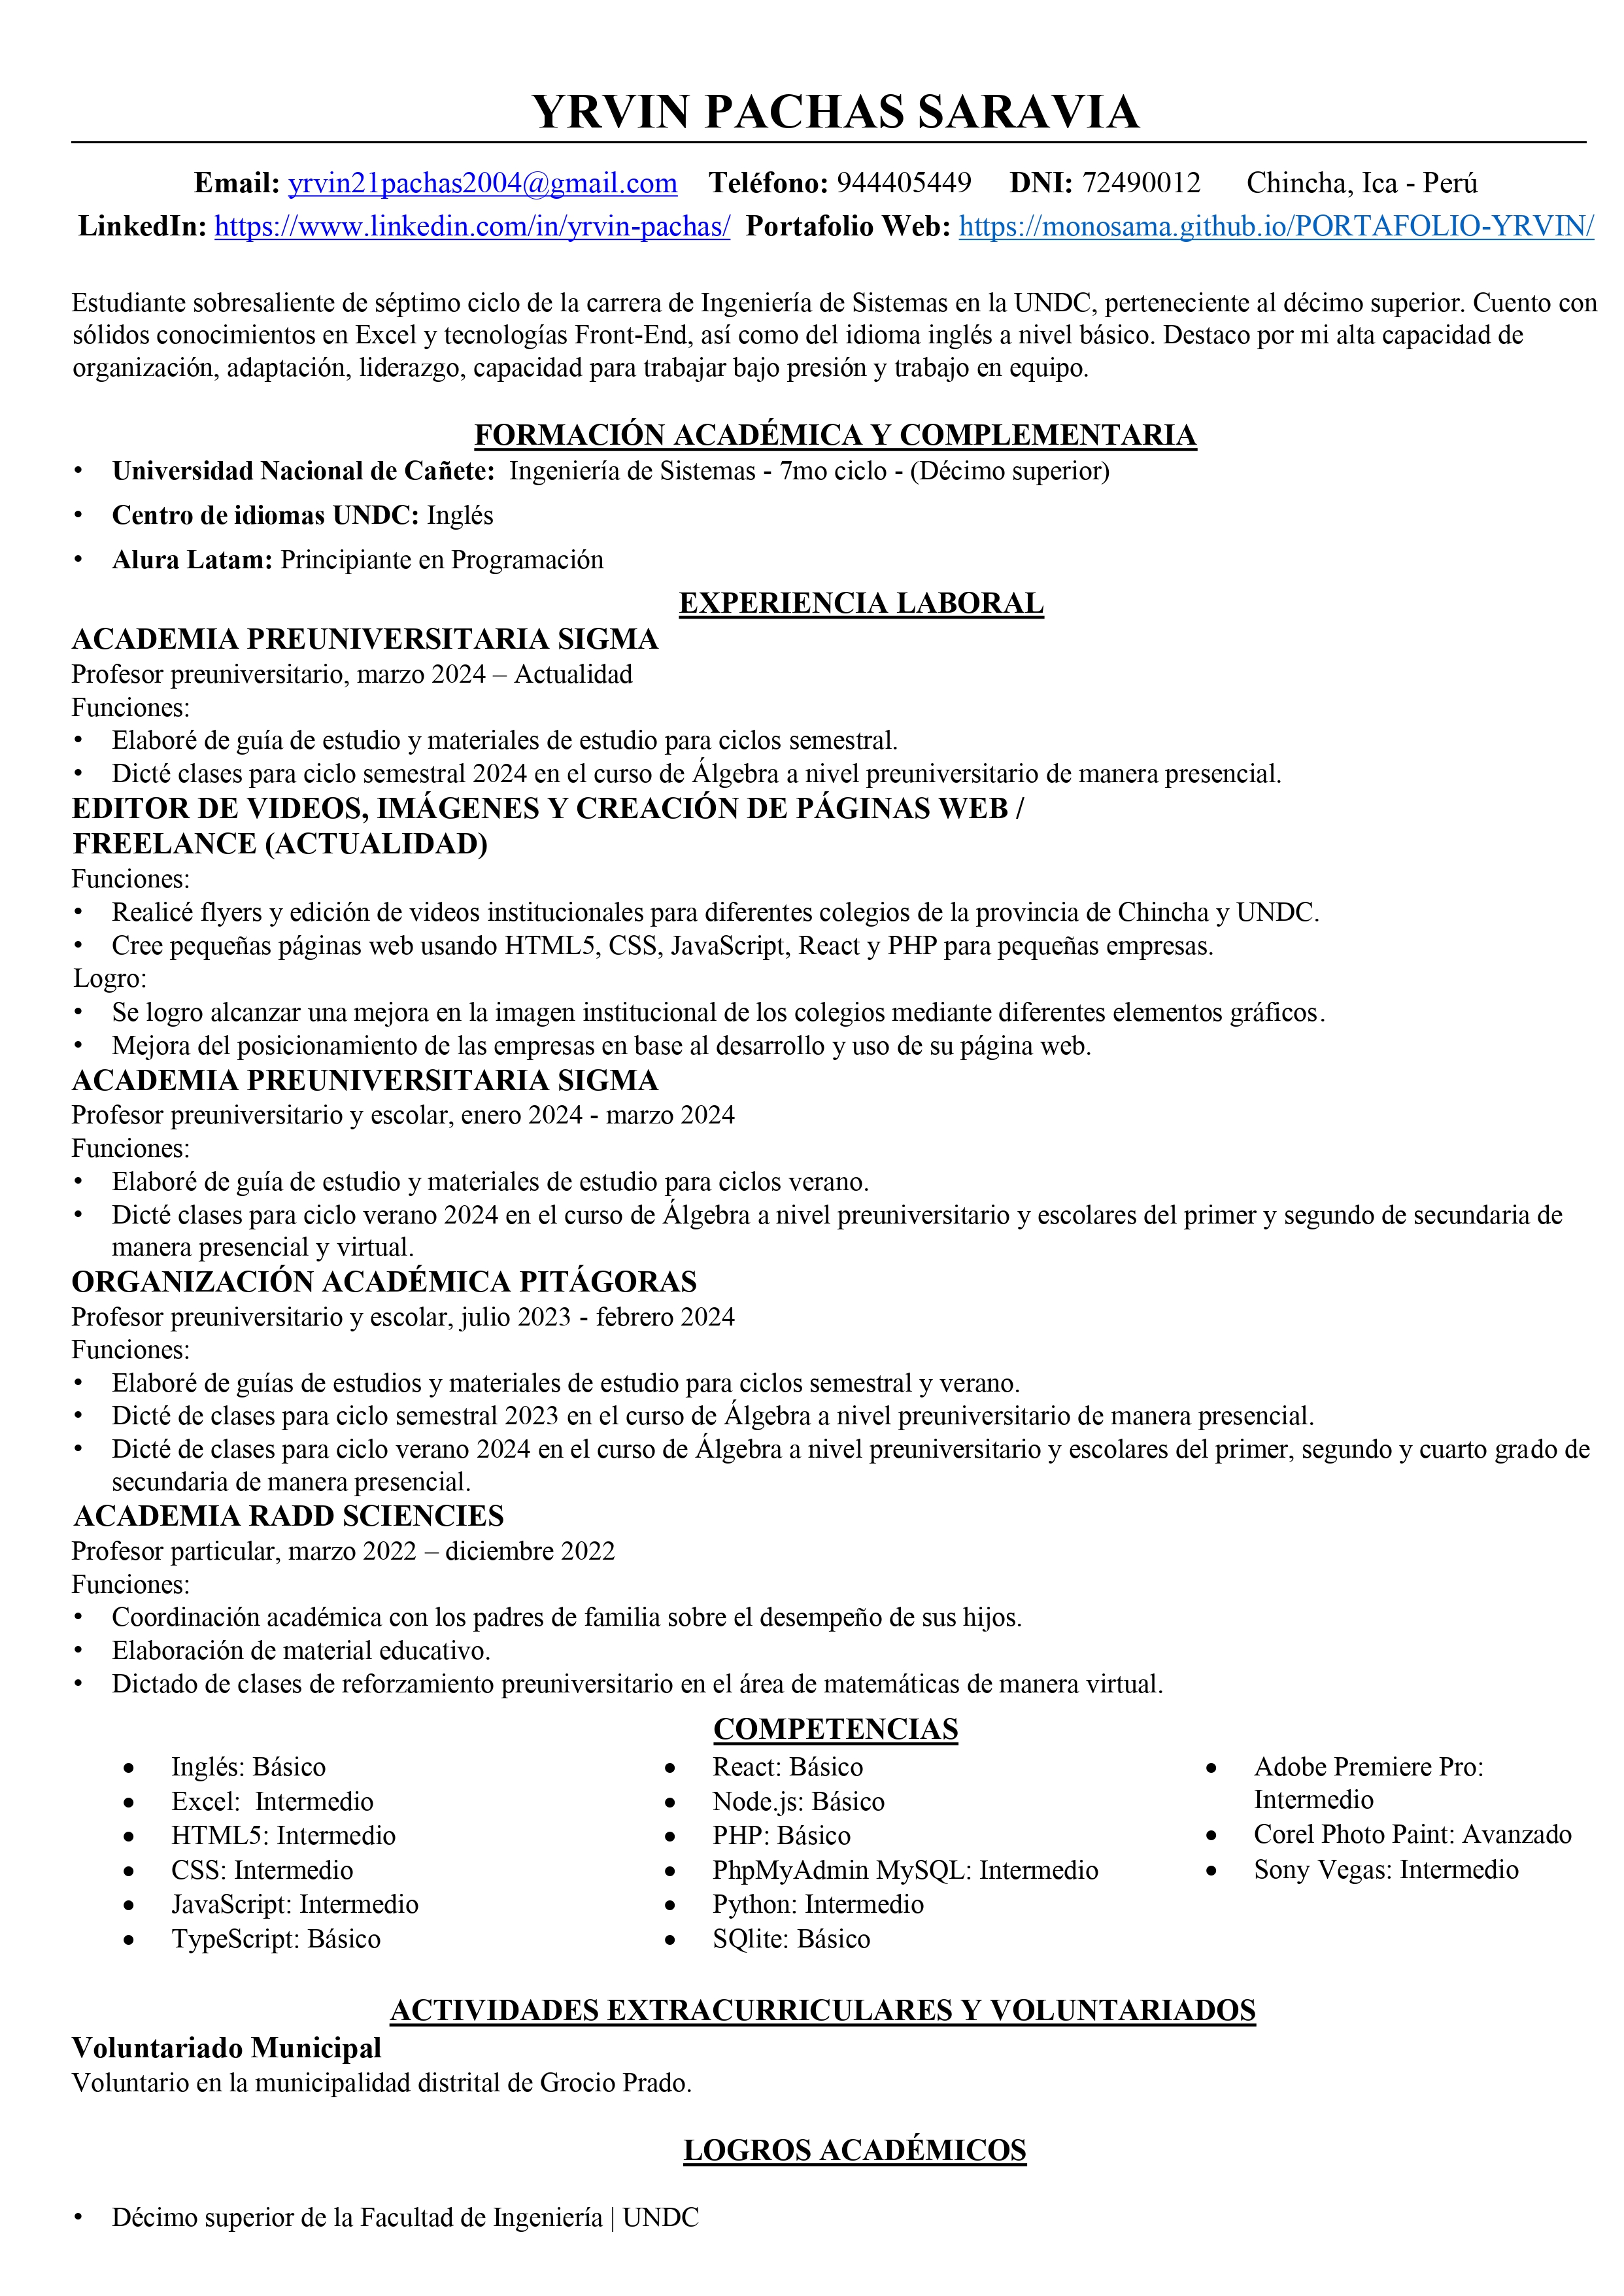 YRVIN PACHAS SARAVIA
Email: yrvin21pachas2004@gmail.com Teléfono: 944405449 DNI: 72490012 Chincha, Ica - Perú
LinkedIn: https://www.linkedin.com/in/yrvin-pachas/ Portafolio Web: https://monosama.github.io/PORTAFOLIO-YRVIN/
Estudiante sobresaliente de séptimo ciclo de la carrera de Ingeniería de Sistemas en la UNDC, perteneciente al décimo superior. Cuento con
sólidos conocimientos en Excel y tecnologías Front-End, así como del idioma inglés a nivel básico. Destaco por mi alta capacidad de
organización, adaptación, liderazgo, capacidad para trabajar bajo presión y trabajo en equipo.
FORMACIÓN ACADÉMICA Y COMPLEMENTARIA
• Universidad Nacional de Cañete: Ingeniería de Sistemas - 7mo ciclo - (Décimo superior)
• Centro de idiomas UNDC: Inglés
• Alura Latam: Principiante en Programación
EXPERIENCIA LABORAL
ACADEMIA PREUNIVERSITARIA SIGMA
Profesor preuniversitario, marzo 2024 – Actualidad
Funciones:
• Elaboré de guía de estudio y materiales de estudio para ciclos semestral.
• Dicté clases para ciclo semestral 2024 en el curso de Álgebra a nivel preuniversitario de manera presencial.
EDITOR DE VIDEOS, IMÁGENES Y CREACIÓN DE PÁGINAS WEB /
FREELANCE (ACTUALIDAD)
Funciones:
• Realicé flyers y edición de videos institucionales para diferentes colegios de la provincia de Chincha y UNDC.
• Cree pequeñas páginas web usando HTML5, CSS, JavaScript, React y PHP para pequeñas empresas.
Logro:
• Se logro alcanzar una mejora en la imagen institucional de los colegios mediante diferentes elementos gráficos.
• Mejora del posicionamiento de las empresas en base al desarrollo y uso de su página web.
ACADEMIA PREUNIVERSITARIA SIGMA
Profesor preuniversitario y escolar, enero 2024 - marzo 2024
Funciones:
• Elaboré de guía de estudio y materiales de estudio para ciclos verano.
• Dicté clases para ciclo verano 2024 en el curso de Álgebra a nivel preuniversitario y escolares del primer y segundo de secundaria de
manera presencial y virtual.
ORGANIZACIÓN ACADÉMICA PITÁGORAS
Profesor preuniversitario y escolar, julio 2023 - febrero 2024
Funciones:
• Elaboré de guías de estudios y materiales de estudio para ciclos semestral y verano.
• Dicté de clases para ciclo semestral 2023 en el curso de Álgebra a nivel preuniversitario de manera presencial.
• Dicté de clases para ciclo verano 2024 en el curso de Álgebra a nivel preuniversitario y escolares del primer, segundo y cuarto grado de
secundaria de manera presencial.
ACADEMIA RADD SCIENCIES
Profesor particular, marzo 2022 – diciembre 2022
Funciones:
• Coordinación académica con los padres de familia sobre el desempeño de sus hijos.
• Elaboración de material educativo.
• Dictado de clases de reforzamiento preuniversitario en el área de matemáticas de manera virtual.
COMPETENCIAS
• Inglés: Básico
• Excel: Intermedio
• HTML5: Intermedio
• CSS: Intermedio
• JavaScript: Intermedio
• TypeScript: Básico
• React: Básico
• Node.js: Básico
• PHP: Básico
• PhpMyAdmin MySQL: Intermedio
• Python: Intermedio
• SQlite: Básico
• Adobe Premiere Pro:
Intermedio
• Corel Photo Paint: Avanzado
• Sony Vegas: Intermedio
ACTIVIDADES EXTRACURRICULARES Y VOLUNTARIADOS
Voluntariado Municipal
Voluntario en la municipalidad distrital de Grocio Prado.
LOGROS ACADÉMICOS
• Décimo superior de la Facultad de Ingeniería | UNDC